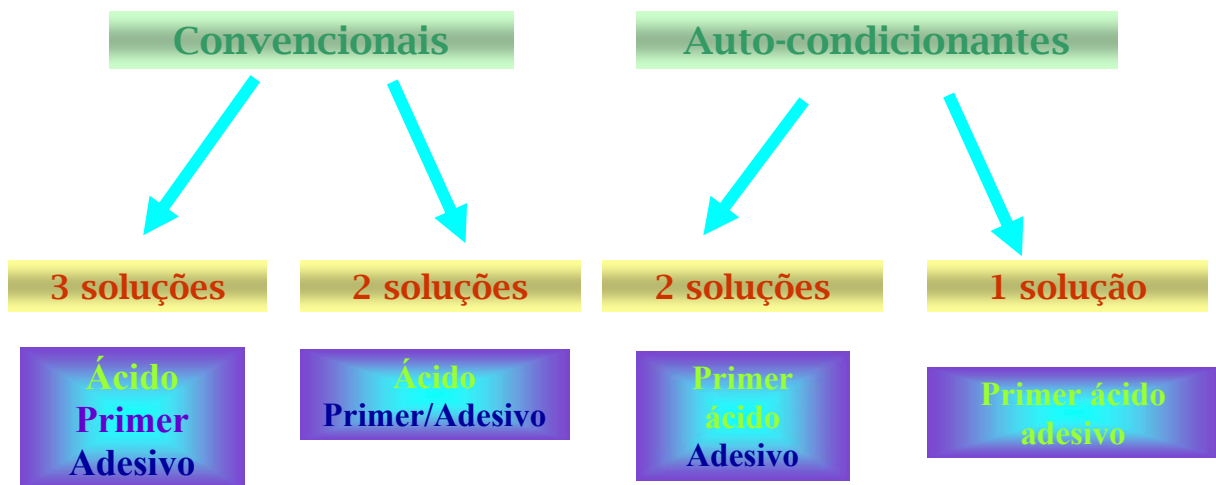 Convencionais
Auto-condicionantes
3 soluções
2 soluções
2 soluções
1 solução
Ácido
Primer
Adesivo
Ácido
Primer/Adesivo
Primer
ácido
Adesivo
Primer ácido
adesivo